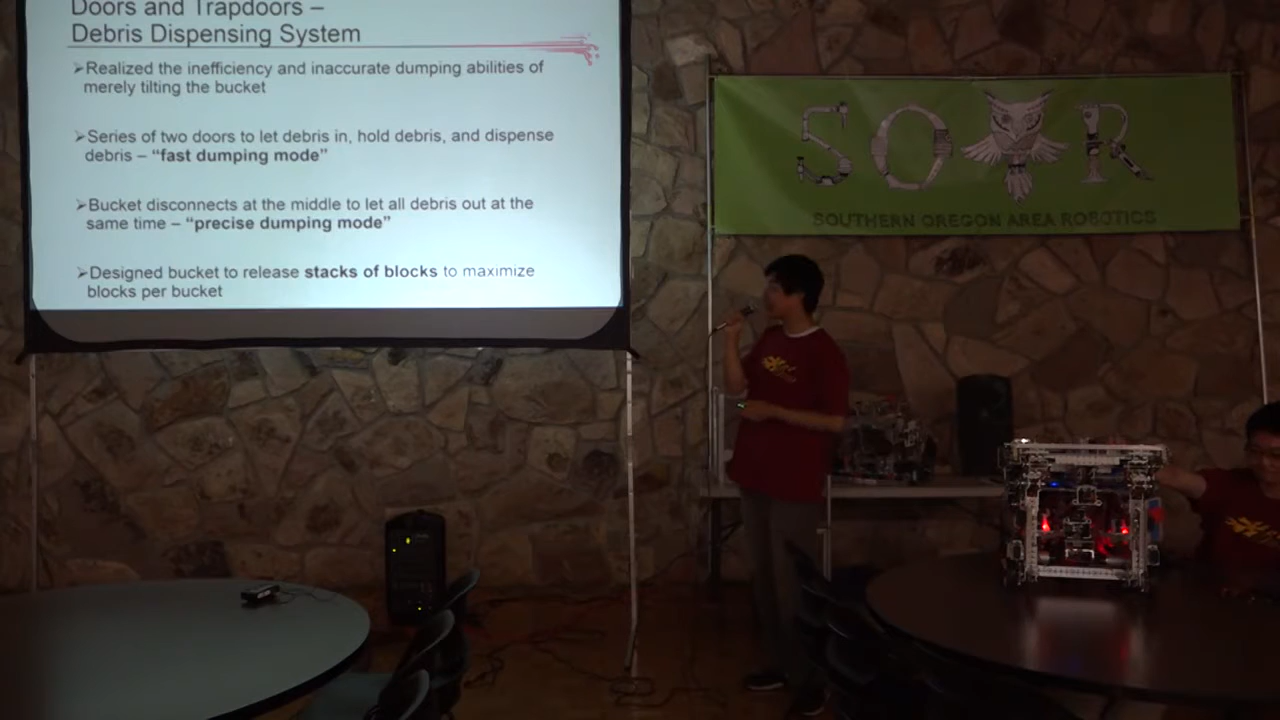 Doors and Trapdoors –
Debris Dispensing System
➢Realized the inefficiency and inaccurate dumping abilities of
merely tilting the bucket
➢Series of two doors to let debris in, hold debris, and dispense
debris – “fast dumping mode”
➢Bucket disconnects at the middle to let all debris out at the
same time – “precise dumping mode”
➢Designed bucket to release stacks of blocks to maximize
blocks per bucket
SOAR
SOUTHERN OREGON AREA ROBOTICS